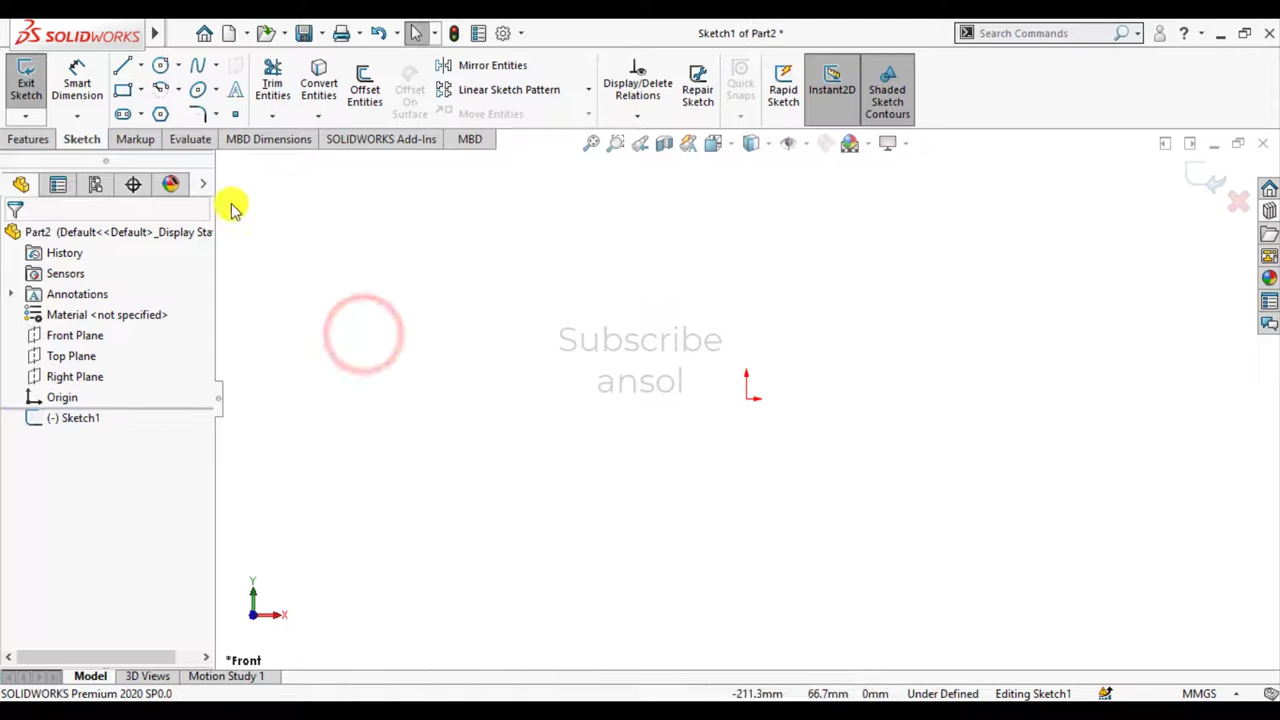 SOLIDWORKS
Sketch1 of Part2 *
Search Commands
Exit Sketch
Smart Dimension
Trim Entities
Convert Entities
Offset Entities
Offset On Surface
Mirror Entities
Linear Sketch Pattern
Move Entities
Display/Delete Relations
Repair Sketch
Quick Snaps
Rapid Sketch
Instant2D
Shaded Sketch Contours
Features
Sketch
Markup
Evaluate
MBD Dimensions
SOLIDWORKS Add-Ins
MBD
Part2 (Default<<Default>_Display Sta
History
Sensors
Annotations
Material <not specified>
Front Plane
Top Plane
Right Plane
Origin
(-) Sketch1
Subscribe
ansol
Y
X
*Front
Model
3D Views
Motion Study 1
SOLIDWORKS Premium 2020 SP0.0
-211.3mm
66.7mm
0mm
Under Defined
Editing Sketch1
MMGS